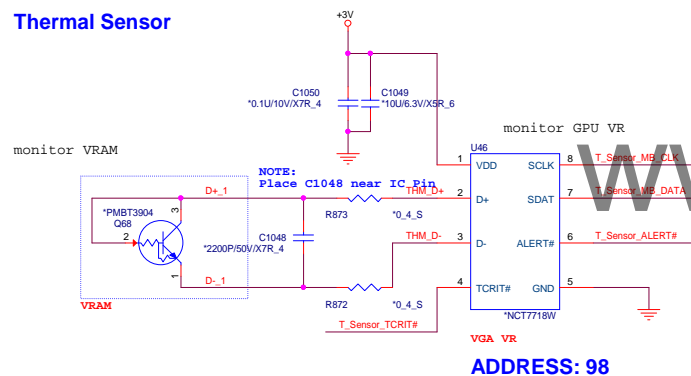 Thermal Sensor
+3V
C1050
*0.1U/10V/X7R_4
C1049
*10U/6.3V/X5R_6
monitor GPU VR
monitor VRAM
U46
1
VDD
SCLK
8
T_Sensor_MB_CLK
NOTE:
Place C1048 near IC Pin
D+_1
THM_D+
2
D+
SDAT
7
T_Sensor_MB_DATA
R873
*0_4_S
*PMBT3904
Q68
3
2
1
C1048
*2200P/50V/X7R_4
THM_D-
3
D-
ALERT#
6
T_Sensor_ALERT#
D-_1
R872
*0_4_S
4
TCRIT#
GND
5
VRAM
T_Sensor_TCRIT#
*NCT7718W
VGA VR
ADDRESS: 98